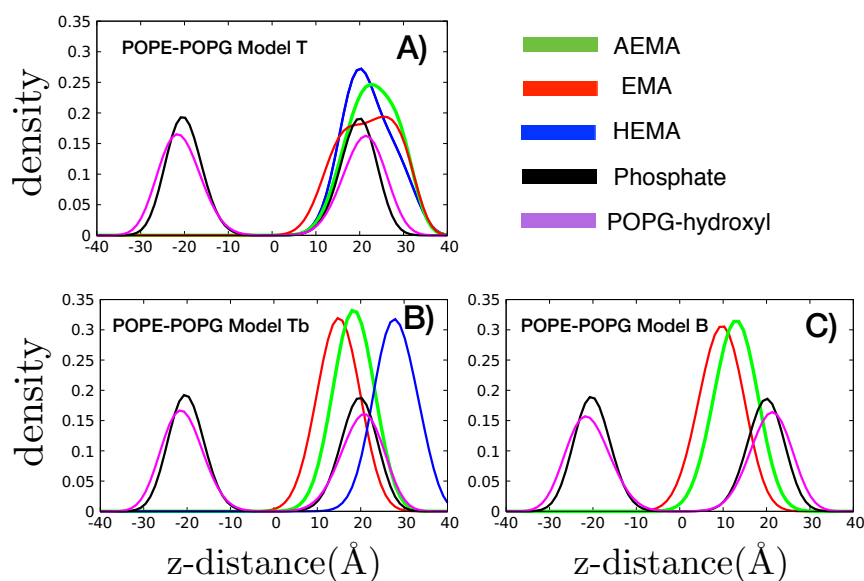 POPE-POPG Model T
A)
density
0.35
0.3
0.25
0.2
0.15
0.1
0.05
0
-40 -30 -20 -10 0 10 20 30 40
AEMA
EMA
HEMA
Phosphate
POPG-hydroxyl
POPE-POPG Model Tb
B)
density
0.35
0.3
0.25
0.2
0.15
0.1
0.05
0
-40 -30 -20 -10 0 10 20 30 40
z-distance(Å)
POPE-POPG Model B
C)
0.35
0.3
0.25
0.2
0.15
0.1
0.05
0
-40 -30 -20 -10 0 10 20 30 40
z-distance(Å)